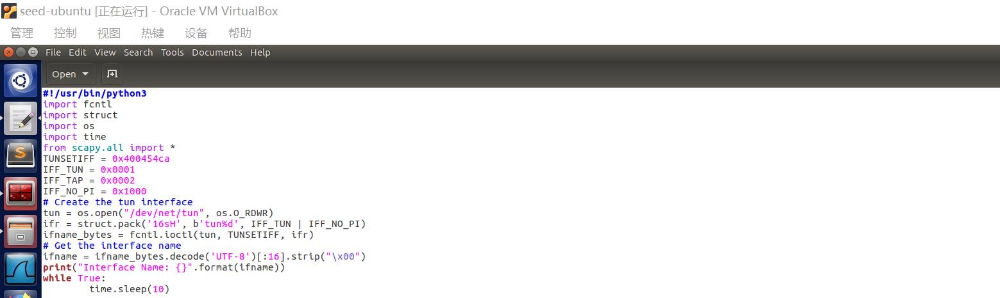 seed-ubuntu [正在运行] - Oracle VM VirtualBox
管理 控制 视图 热键 设备 帮助
File Edit View Search Tools Documents Help
Open
#!/usr/bin/python3
import fcntl
import struct
import os
import time
from scapy.all import *
TUNSETIFF = 0x400454ca
IFF_TUN = 0x0001
IFF_TAP = 0x0002
IFF_NO_PI = 0x1000
# Create the tun interface
tun = os.open("/dev/net/tun", os.O_RDWR)
ifr = struct.pack('16sH', b'tun%d', IFF_TUN | IFF_NO_PI)
ifname_bytes = fcntl.ioctl(tun, TUNSETIFF, ifr)
# Get the interface name
ifname = ifname_bytes.decode('UTF-8')[:16].strip("\x00")
print("Interface Name: {}".format(ifname))
while True:
        time.sleep(10)